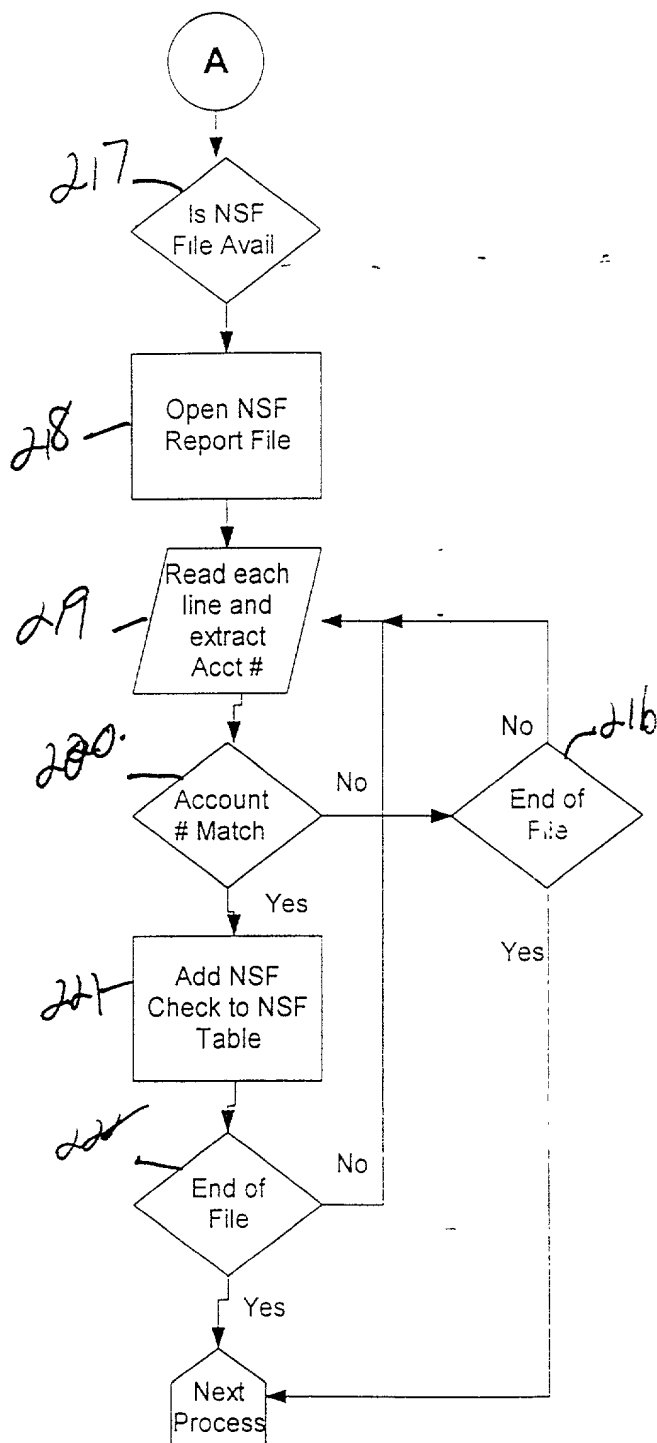 A
217
Is NSF
File Avail
218
Open NSF
Report File
219
Read each
line and
extract
Acct #
Account
# Match
No
No
216
End of
File
Yes
Yes
221
Add NSF
Check to NSF
Table
222
End of
File
No
Yes
Next
Process